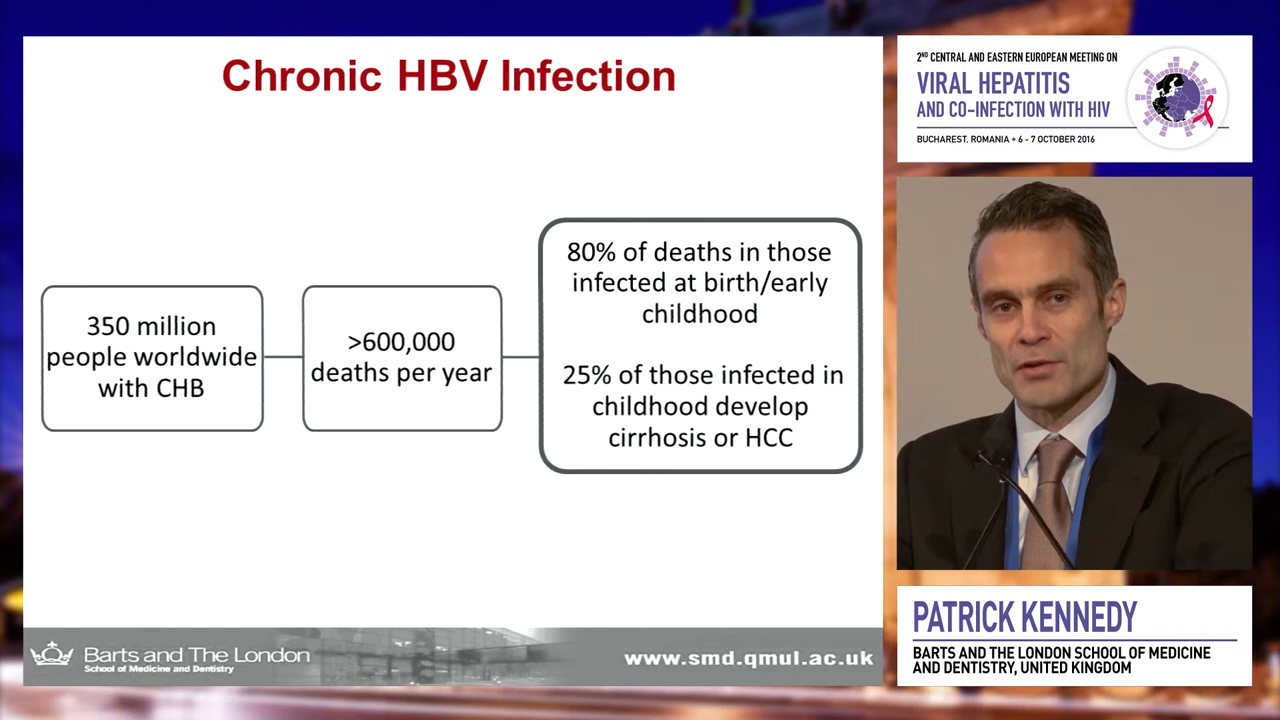 Chronic HBV Infection
350 million
people worldwide
with CHB
>600,000
deaths per year
80% of deaths in those
infected at birth/early
childhood
25% of those infected in
childhood develop
cirrhosis or HCC
Barts and The London
School of Medicine and Dentistry
www.smd.qmul.ac.uk
2ND CENTRAL AND EASTERN EUROPEAN MEETING ON
VIRAL HEPATITIS
AND CO-INFECTION WITH HIV
BUCHAREST, ROMANIA • 6 - 7 OCTOBER 2016
PATRICK KENNEDY
BARTS AND THE LONDON SCHOOL OF MEDICINE
AND DENTISTRY, UNITED KINGDOM